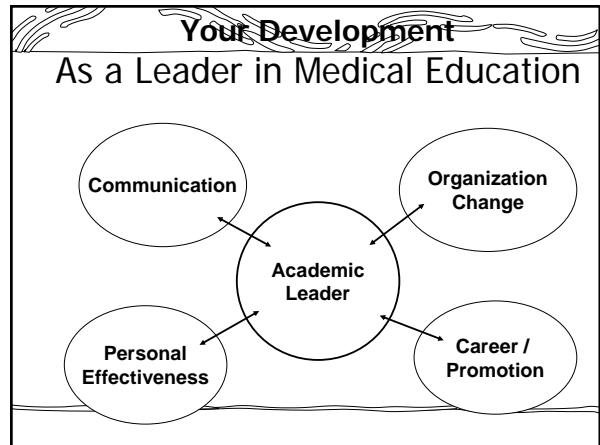 Your Development
As a Leader in Medical Education
Communication
Organization
Change
Academic
Leader
Personal
Effectiveness
Career /
Promotion